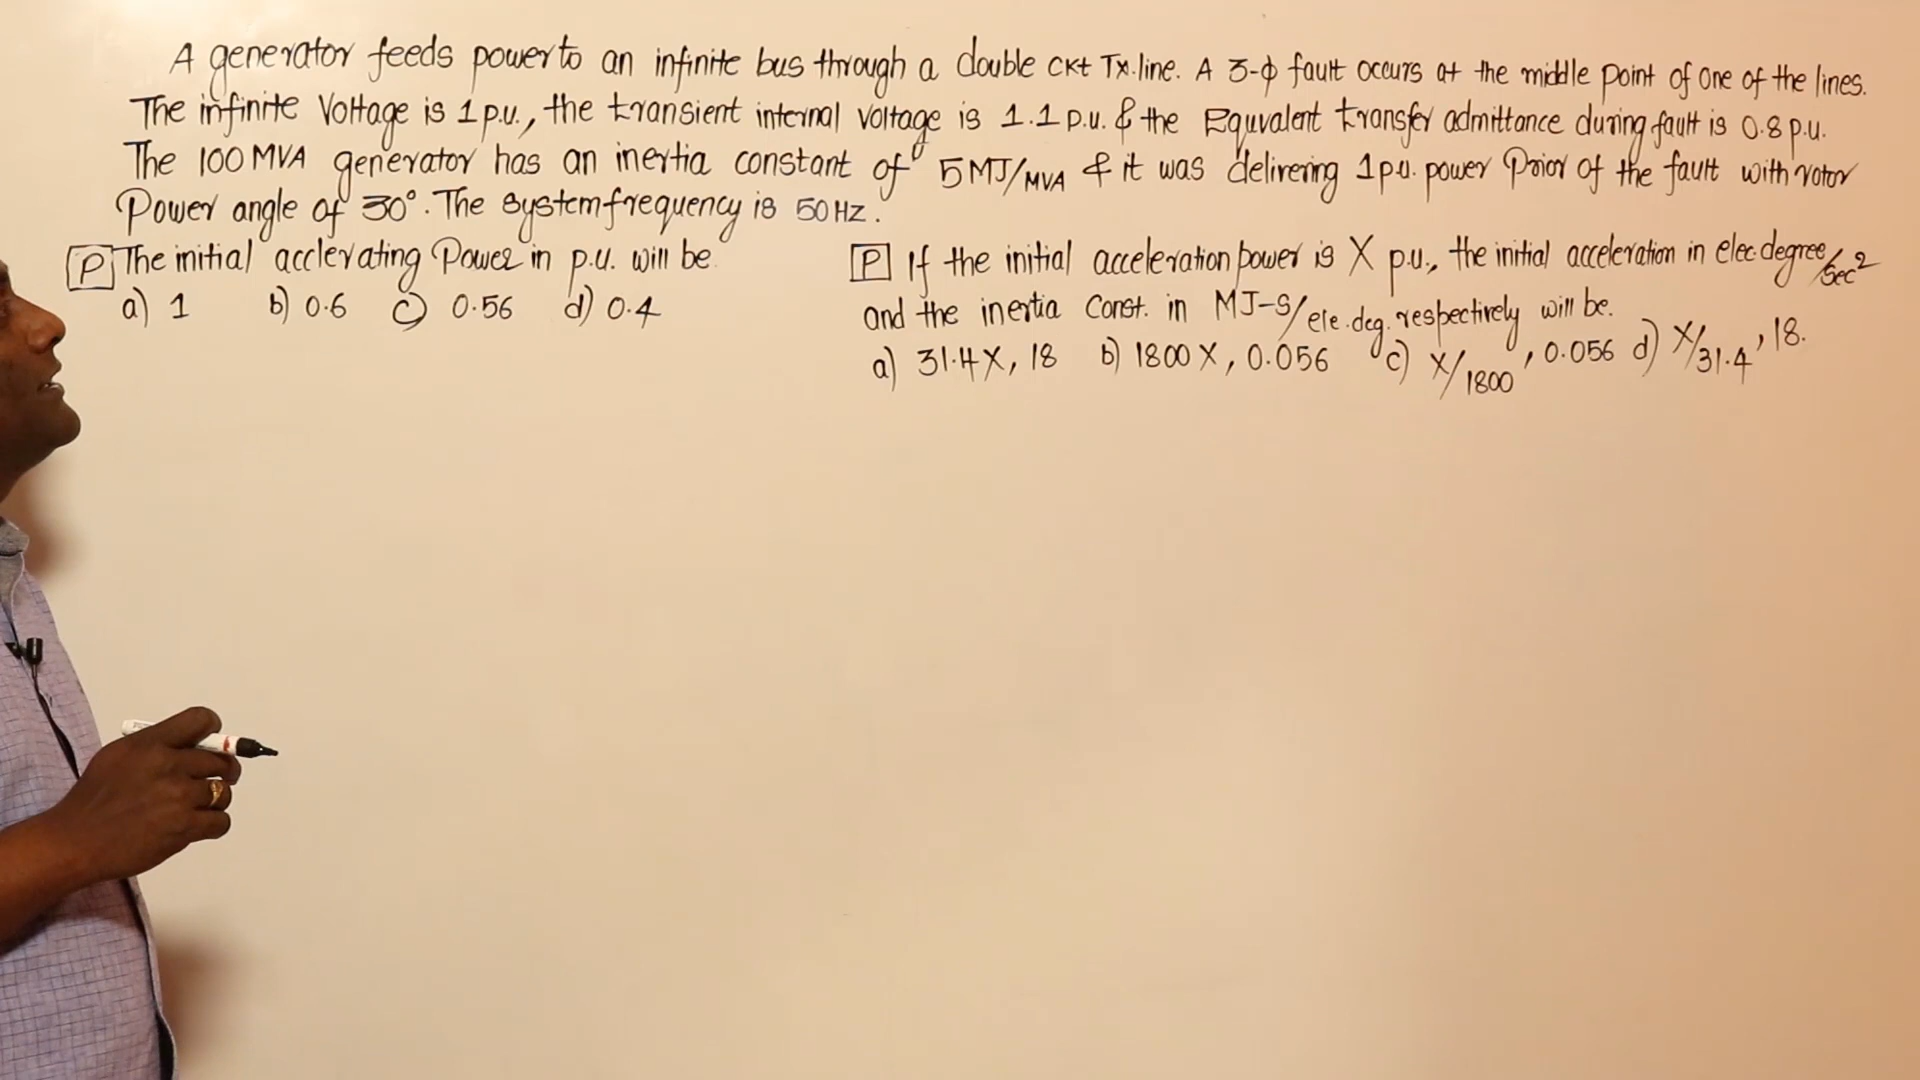 A generator feeds power to an infinite bus through a double ckt Tx.line. A 3-φ fault occurs at the middle point of one of the lines.
The infinite Voltage is 1 p.u., the transient internal voltage is 1.1 p.u. & the Equvalent transfer admittance during fault is 0.8 p.u.
The 100 MVA generator has an inertia constant of 5 MJ/MVA & it was delivering 1 p.u. power Prior of the fault with rotor
Power angle of 30°. The system frequency is 50 HZ.
P The initial acclerating Power in p.u. will be
a) 1 b) 0.6 c) 0.56 d) 0.4
P If the initial acceleration power is X p.u., the initial acceleration in elec degree/sec²
and the inertia Const. in MJ-S/ele.deg. respectively will be.
a) 31.4X, 18 b) 1800 X, 0.056 c) X/1800, 0.056 d) X/31.4, 18.